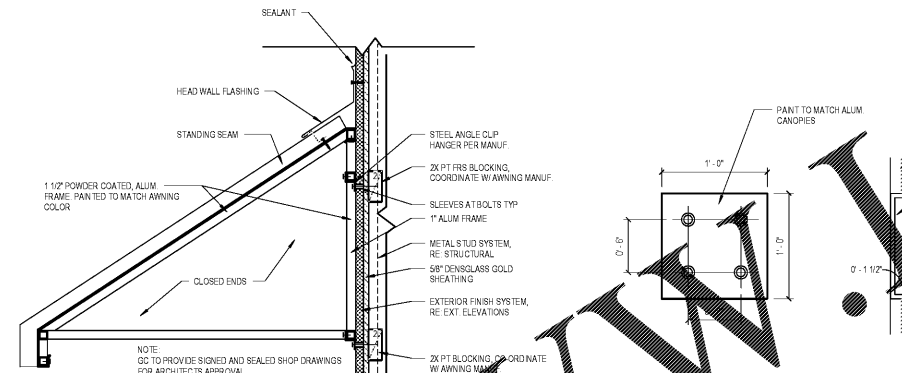 SEALANT
HEAD WALL FLASHING
STANDING SEAM
1 1/2" POWDER COATED, ALUM.
FRAME. PAINTED TO MATCH AWNING
COLOR
CLOSED ENDS
NOTE:
GC TO PROVIDE SIGNED AND SEALED SHOP DRAWINGS
FOR ARCHITECTS APPROVAL
STEEL ANGLE CLIP
HANGER PER MANUF.
2X PT FRS BLOCKING,
COORDINATE W/ AWNING MANUF.
SLEEVES AT BOLTS TYP
1" ALUM FRAME
METAL STUD SYSTEM,
RE: STRUCTURAL
5/8" DENSGLASS GOLD
SHEATHING
EXTERIOR FINISH SYSTEM,
RE: EXT. ELEVATIONS
2X PT BLOCKING, CO-ORDINATE
W/ AWNING MANUF.
PAINT TO MATCH ALUM.
CANOPIES
1' - 0"
0' - 6"
1' - 0"
0' - 1 1/2"
WW.